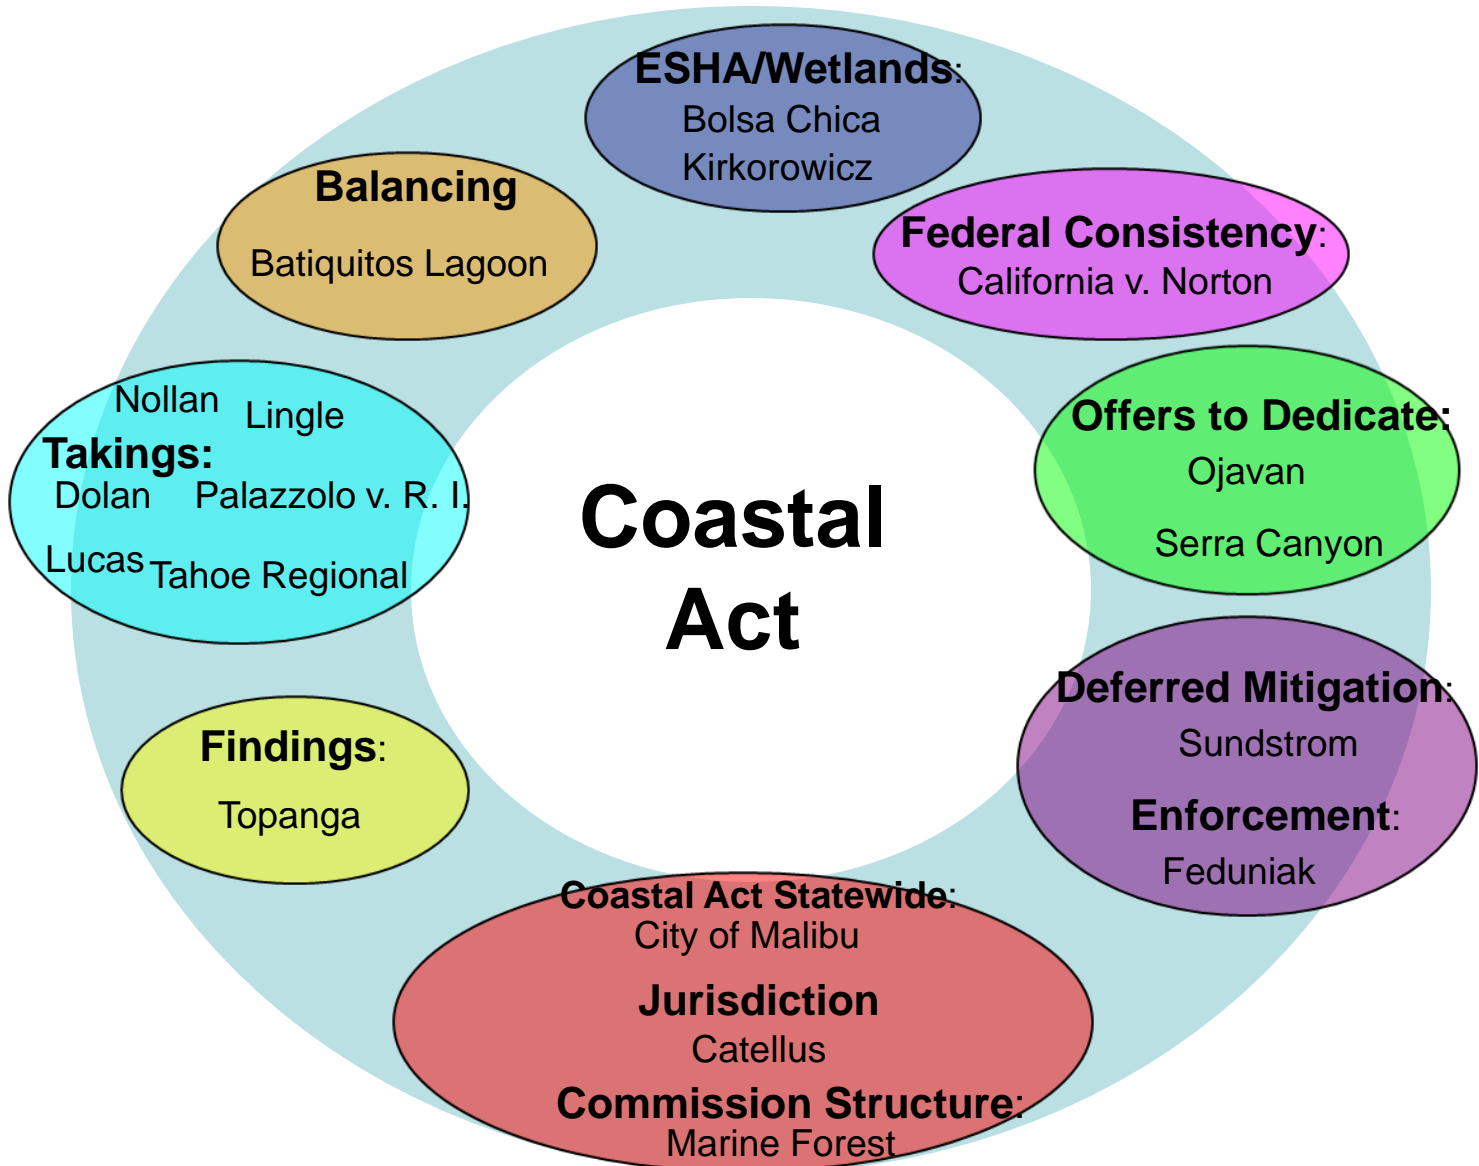 ESHA/Wetlands:
Bolsa Chica
Kirkorowicz
Balancing
Batiquitos Lagoon
Federal Consistency:
California v. Norton
Nollan Lingle
Takings:
Dolan Palazzolo v. R. I.
Lucas Tahoe Regional
Coastal
Act
Offers to Dedicate:
Ojavan
Serra Canyon
Deferred Mitigation:
Sundstrom
Enforcement:
Feduniak
Findings:
Topanga
Coastal Act Statewide:
City of Malibu
Jurisdiction
Catellus
Commission Structure:
Marine Forest